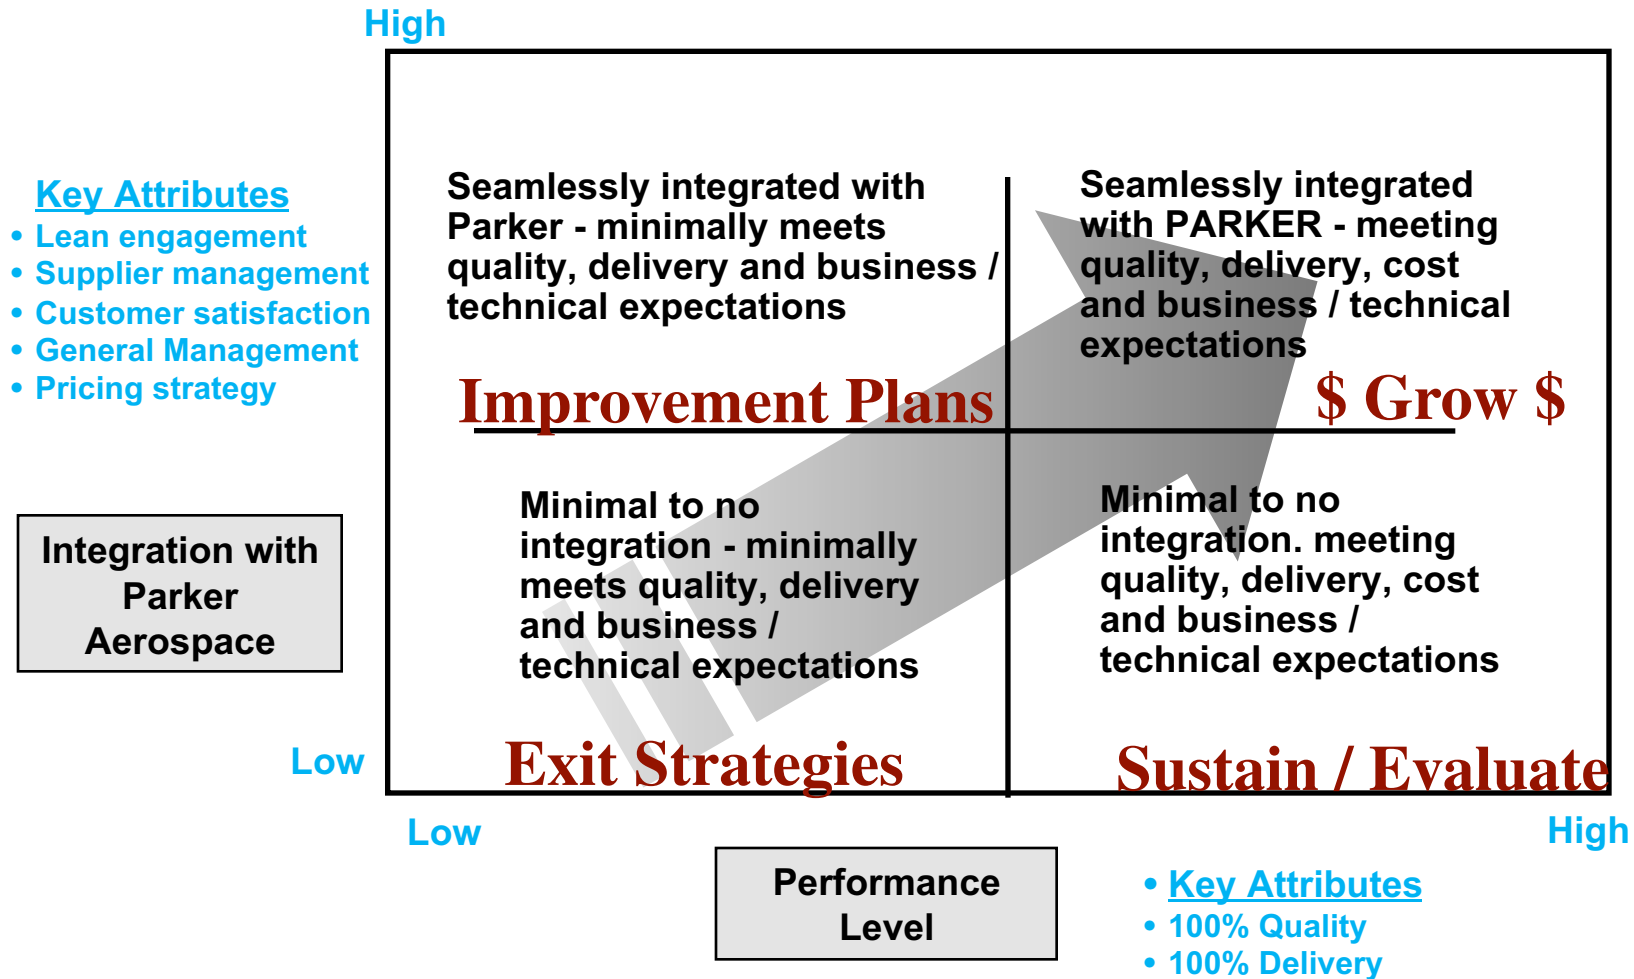 High
Key Attributes
• Lean engagement
• Supplier management
• Customer satisfaction
• General Management
• Pricing strategy
Seamlessly integrated with
Parker - minimally meets
quality, delivery and business /
technical expectations
Improvement Plans
Seamlessly integrated
with PARKER - meeting
quality, delivery, cost
and business / technical
expectations
$ Grow $
Integration with
Parker
Aerospace
Minimal to no
integration - minimally
meets quality, delivery
and business /
technical expectations
Exit Strategies
Minimal to no
integration. meeting
quality, delivery, cost
and business /
technical expectations
Sustain / Evaluate
Low
Low
High
Performance
Level
• Key Attributes
• 100% Quality
• 100% Delivery